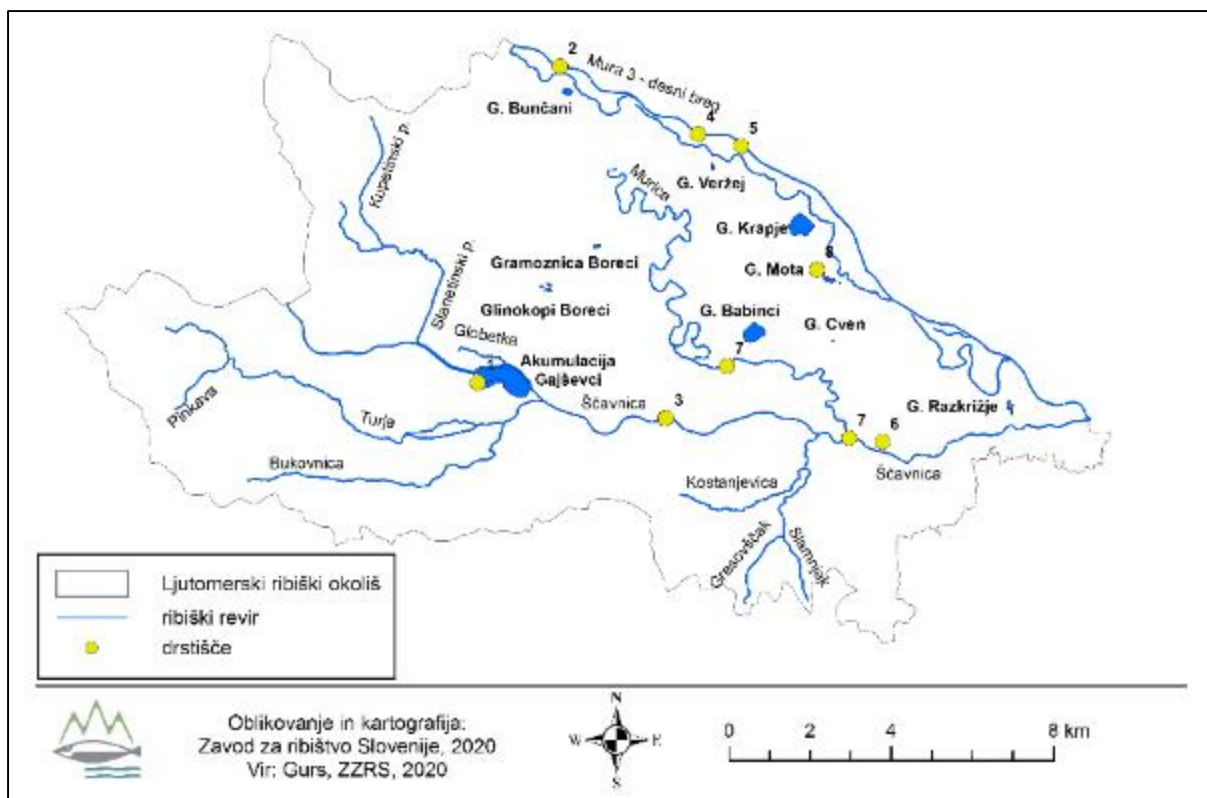 2
Mura 3 - desni breg
G. Bunčani
4
5
Kupetinski p.
Murica
G. Veržej
G. Krapje
8
Gramoznica Boreci
G. Mota
Slanetinski p.
Glinokopi Boreci
G. Babinci
G. Cven
Globetka
Akumulacija
Gajševci
1
7
Pinkava
Turja
Ščavnica
3
G. Razkrižje
7
6
Bukovnica
Ščavnica
Kostanjevica
Gresovščak
Slamnjak
Ljutomerski ribiški okoliš
ribiški revir
drstišče
Oblikovanje in kartografija:
Zavod za ribištvo Slovenije, 2020
Vir: Gurs, ZZRS, 2020
N
W
E
S
0 2 4 8 km